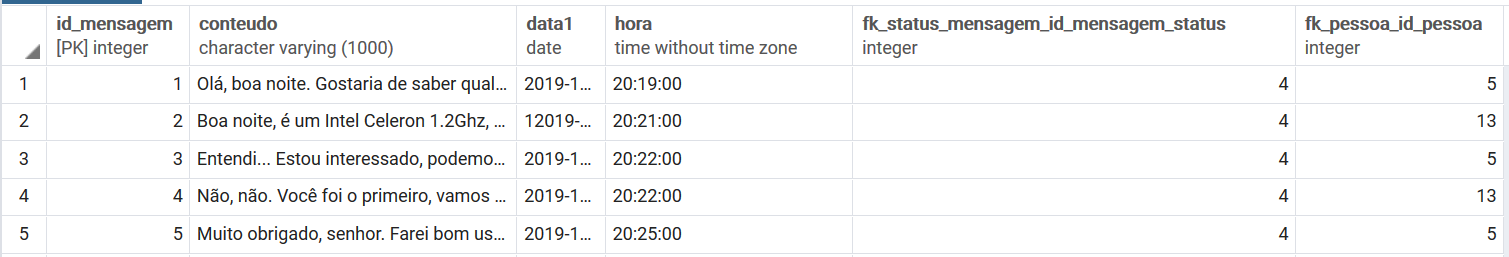 id_mensagem conteudo data1 hora fk_status_mensagem_id_mensagem_status fk_pessoa_id_pessoa
[PK] integer character varying (1000) date time without time zone integer integer
1 1 Olá, boa noite. Gostaria de saber qual... 2019-1... 20:19:00 4 5
2 2 Boa noite, é um Intel Celeron 1.2Ghz, ... 12019-... 20:21:00 4 13
3 3 Entendi... Estou interessado, podemo... 2019-1... 20:22:00 4 5
4 4 Não, não. Você foi o primeiro, vamos ... 2019-1... 20:22:00 4 13
5 5 Muito obrigado, senhor. Farei bom us... 2019-1... 20:25:00 4 5